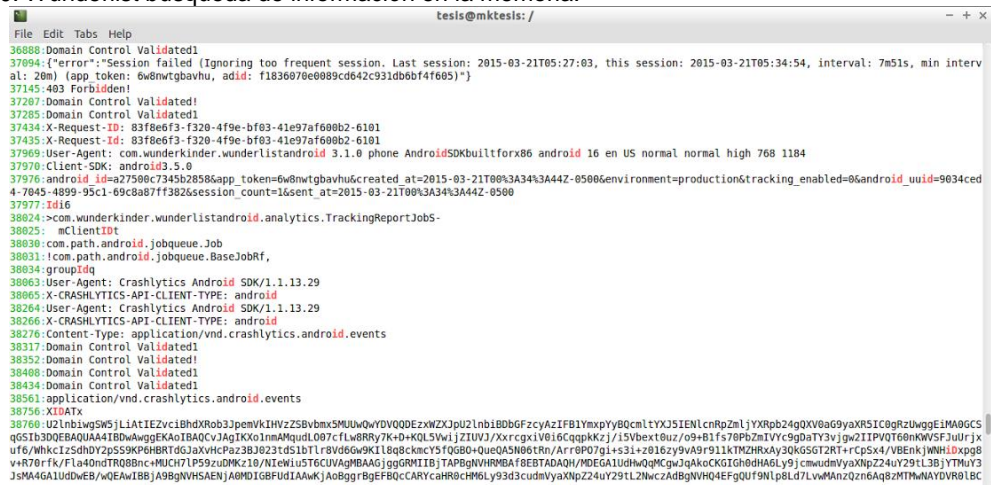 Wunderlist búsqueda de información en la memoria.
tesis@mktesis: /
File Edit Tabs Help
36888:Domain Control Validated1
37094:{"error":"Session failed (Ignoring too frequent session. Last session: 2015-03-21T05:27:03, this session: 2015-03-21T05:34:54, interval: 7m51s, min interv
al: 20m) (app_token: 6w8nwtgbavhu, adid: f1836070e0089cd642c931db6bf4f605)"}
37145:403 Forbidden!
37207:Domain Control Validated!
37285:Domain Control Validated1
37434:X-Request-ID: 83f8e6f3-f320-4f9e-bf03-41e97af600b2-6101
37435:X-Request-Id: 83f8e6f3-f320-4f9e-bf03-41e97af600b2-6101
37969:User-Agent: com.wunderkinder.wunderlistandroid 3.1.0 phone AndroidSDKbuiltforx86 android 16 en US normal normal high 768 1184
37970:Client-SDK: android3.5.0
37976:android_id=a27500c7345b2858&app_token=6w8nwtgbavhu&created_at=2015-03-21T00%3A34%3A44Z-0500&environment=production&tracking_enabled=0&android_uuid=9034ced
4-7045-4899-95c1-69c8a87ff382&session_count=1&sent_at=2015-03-21T00%3A34%3A44Z-0500
37977:Idi6
38024:>com.wunderkinder.wunderlistandroid.analytics.TrackingReportJobS-
38025: mClientIDt
38030:com.path.android.jobqueue.Job
38031:!com.path.android.jobqueue.BaseJobRf,
38034:groupIdq
38063:User-Agent: Crashlytics Android SDK/1.1.13.29
38065:X-CRASHLYTICS-API-CLIENT-TYPE: android
38264:User-Agent: Crashlytics Android SDK/1.1.13.29
38266:X-CRASHLYTICS-API-CLIENT-TYPE: android
38276:Content-Type: application/vnd.crashlytics.android.events
38317:Domain Control Validated1
38352:Domain Control Validated!
38408:Domain Control Validated1
38434:Domain Control Validated1
38561:application/vnd.crashlytics.android.events
38756:XIDATx
38760: